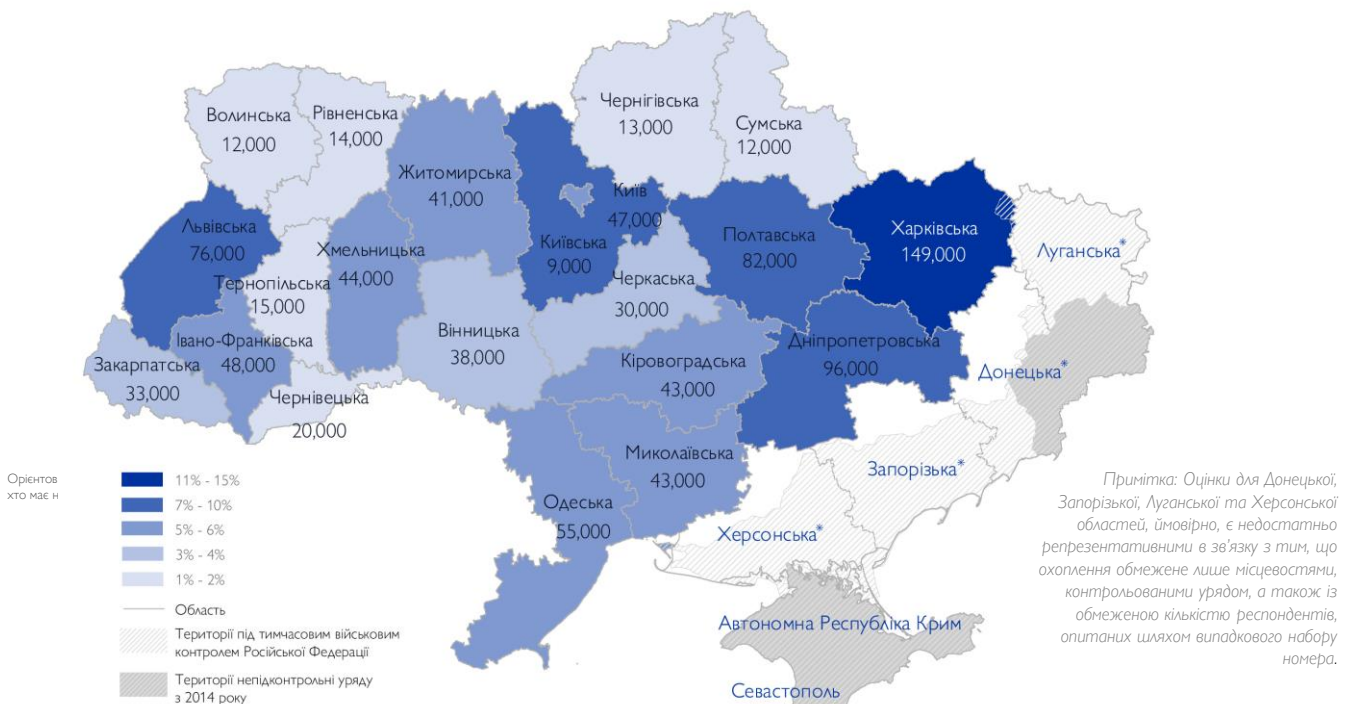 Чернігівська
13,000
Сумська
12,000
Волинська
12,000
Рівненська
14,000
Житомирська
41,000
Київ
47,000
Київська
9,000
Львівська
76,000
Хмельницька
44,000
Тернопільська
15,000
Полтавська
82,000
Харківська
149,000
Луганська*
Черкаська
30,000
Вінницька
38,000
Івано-Франківська
48,000
Закарпатська
33,000
Чернівецька
20,000
Кіровоградська
43,000
Дніпропетровська
96,000
Донецька*
Миколаївська
43,000
Одеська
55,000
Запорізька*
Херсонська*
Автономна Республіка Крим
Севастополь
Орієнтов
хто має н
11% - 15%
7% - 10%
5% - 6%
3% - 4%
1% - 2%
Область
Території під тимчасовим військовим
контролем Російської Федерації
Території непідконтрольні уряду
з 2014 року
Примітка: Оцінки для Донецької,
Запорізької, Луганської та Херсонської
областей, ймовірно, є недостатньо
репрезентативними в зв'язку з тим, що
охоплення обмежене лише місцевостями,
контрольованими урядом, а також із
обмеженою кількістю респондентів,
опитаних шляхом випадкового набору
номера.